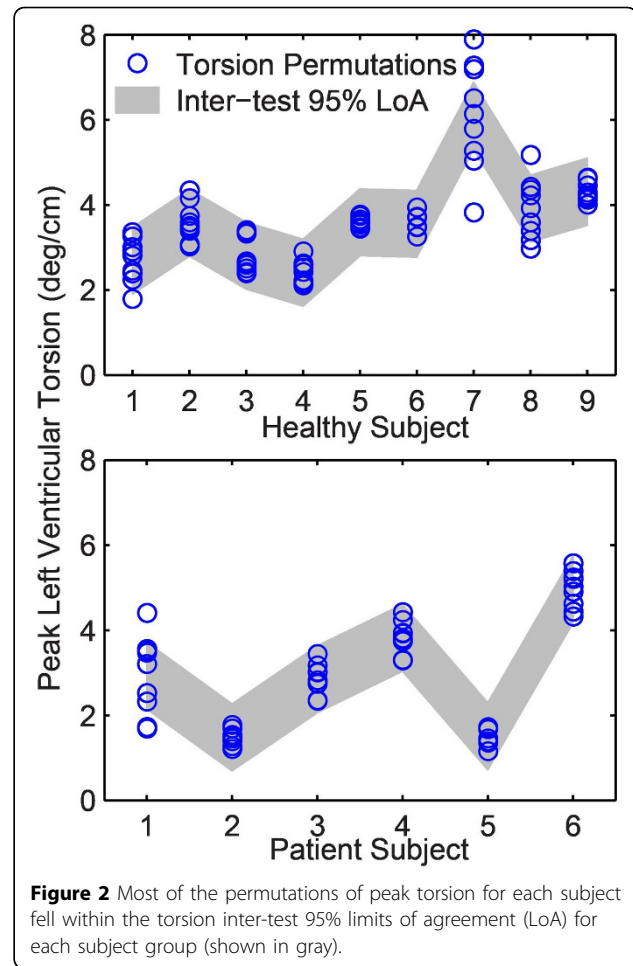 Peak Left Ventricular Torsion (deg/cm)
8
6
4
2
0
Torsion Permutations
Inter-test 95% LoA
1 2 3 4 5 6 7 8 9
Healthy Subject
8
6
4
2
0
1 2 3 4 5 6
Patient Subject
Figure 2 Most of the permutations of peak torsion for each subject
fell within the torsion inter-test 95% limits of agreement (LoA) for
each subject group (shown in gray).